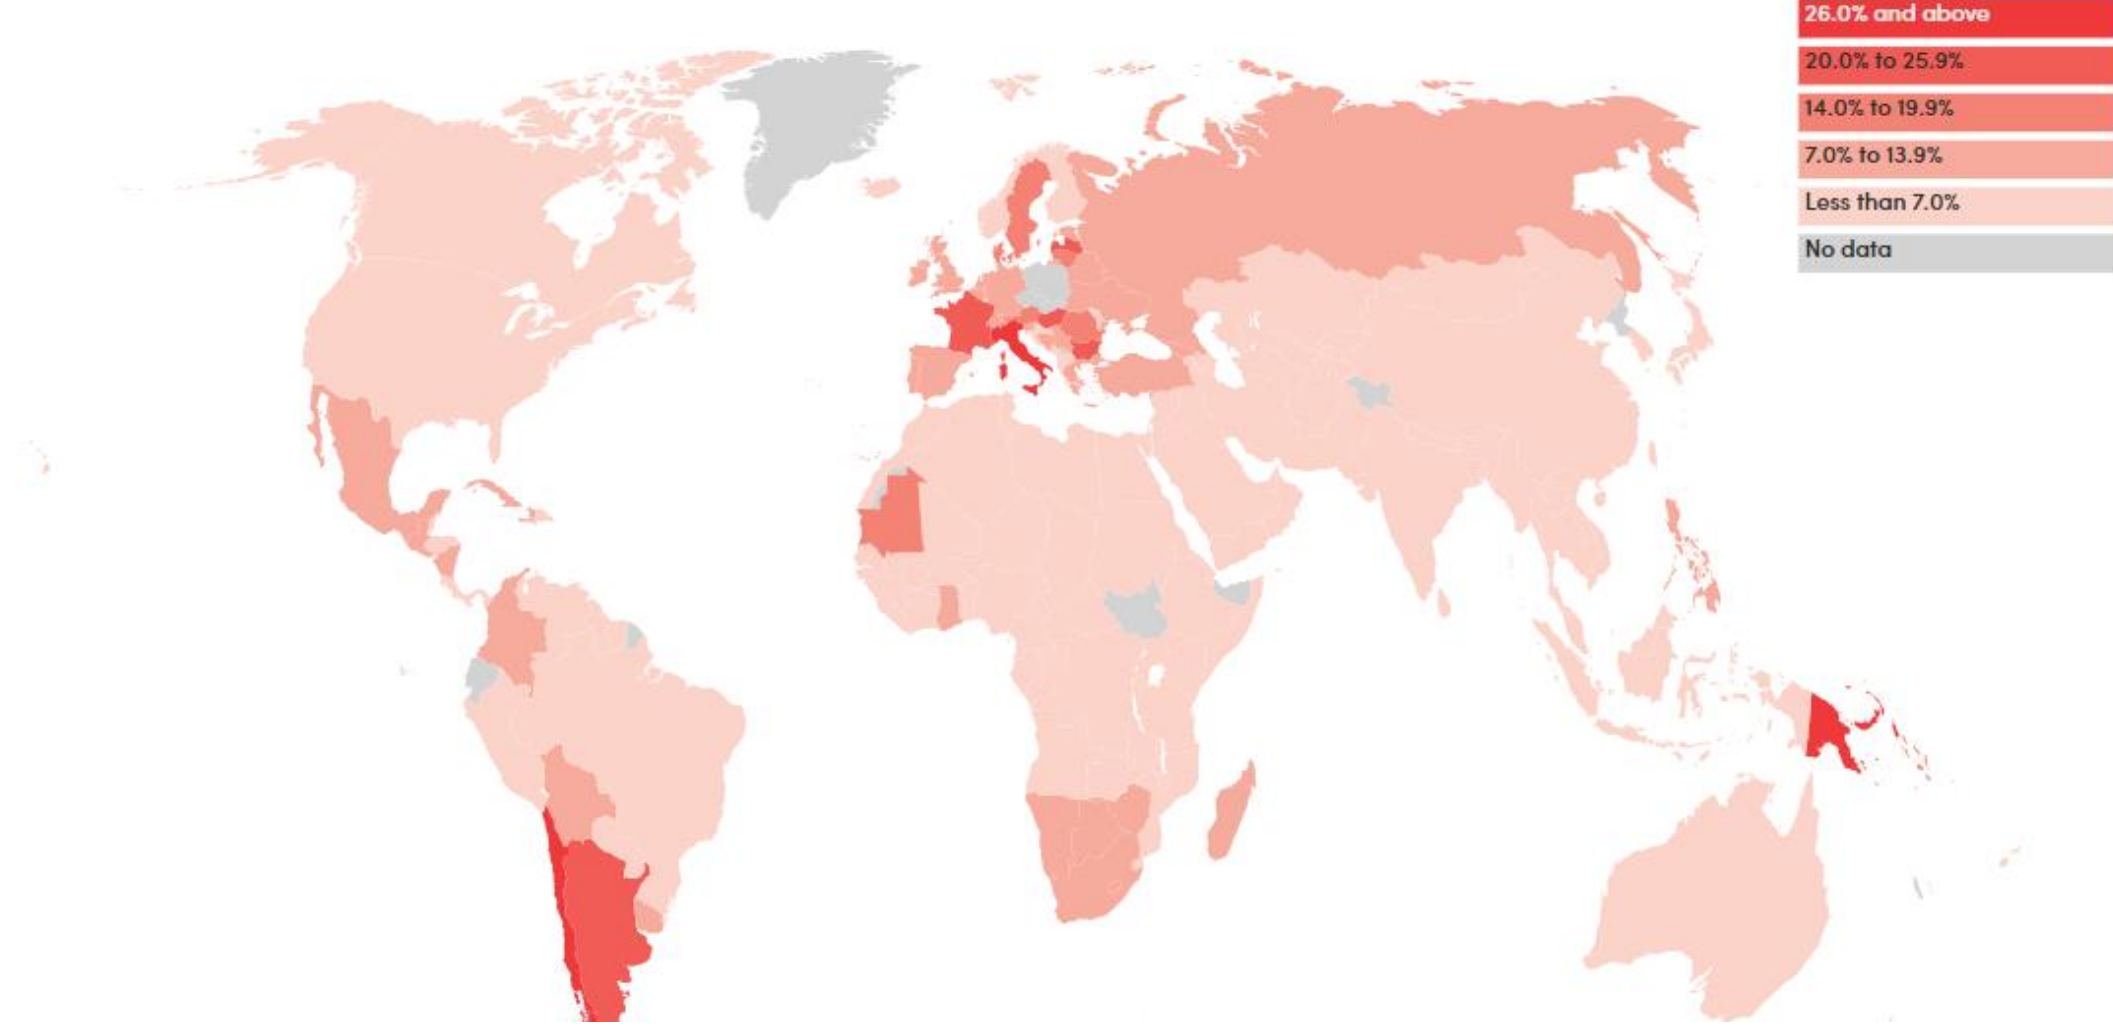 26.0% and above
20.0% to 25.9%
14.0% to 19.9%
7.0% to 13.9%
Less than 7.0%
No data